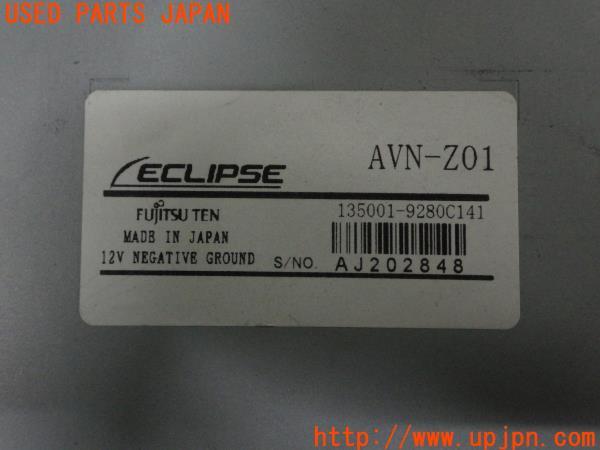 USED PARTS JAPAN
ECLIPSE
AVN-Z01
FUJITSU TEN
135001-9280C141
MADE IN JAPAN
12V NEGATIVE GROUND
S/NO. AJ202848
http://www.upjpn.com/